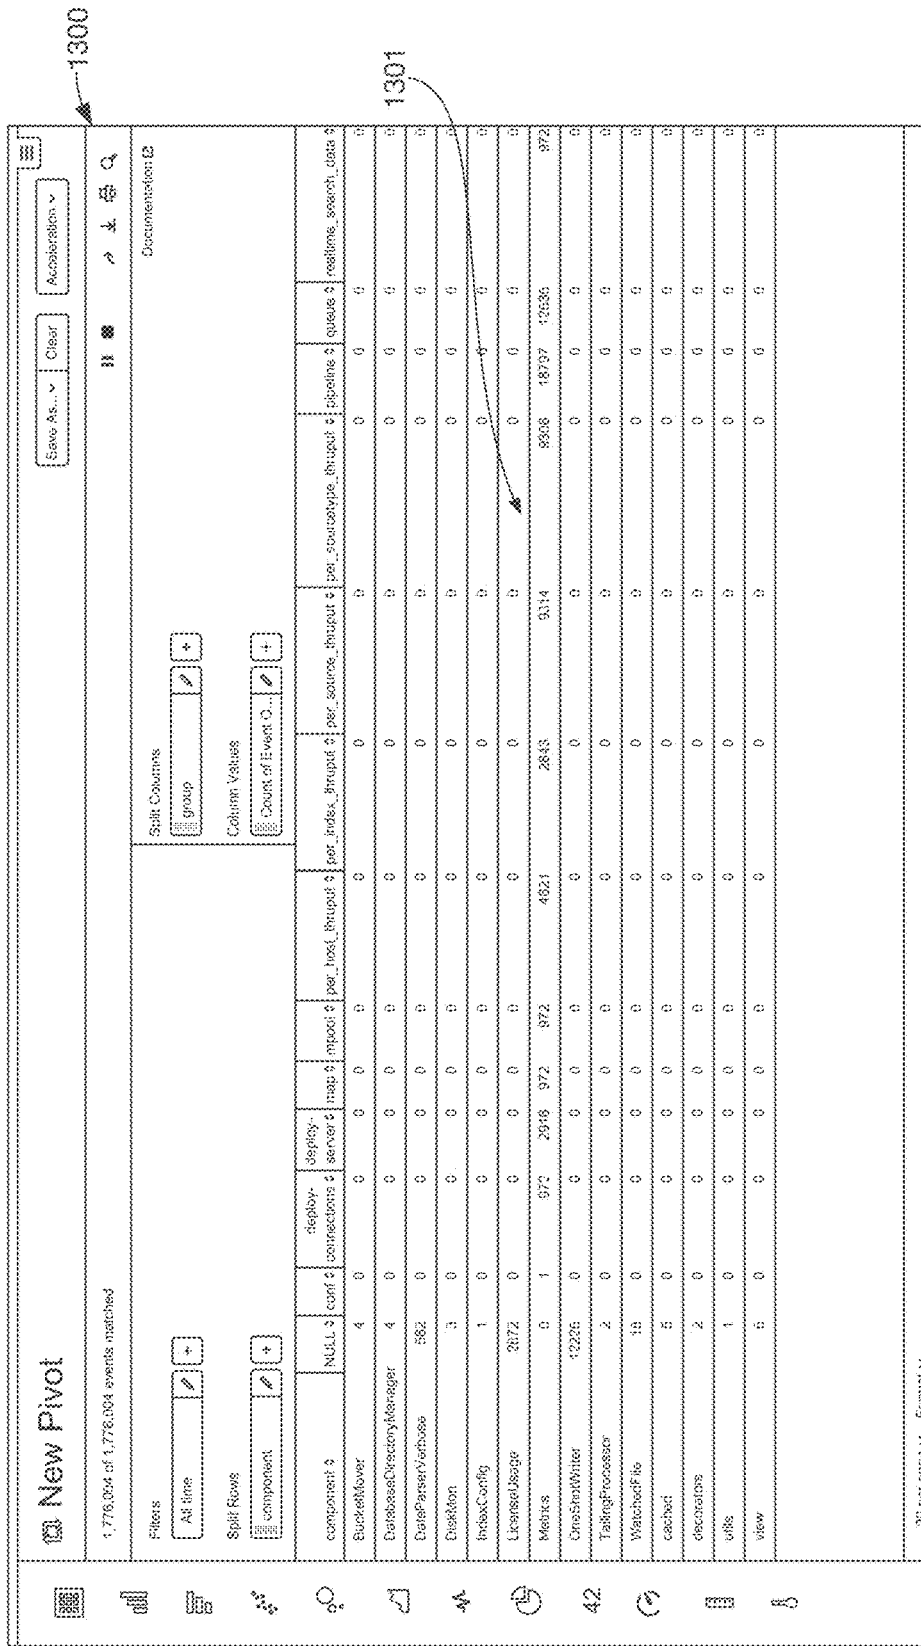 1300
1301
New Pivot
Save As... Clear Acceleration
1,776,004 of 1,778,004 events matched
Filters
All time
Split Columns
group
Documentation
Split Rows
component
Column Values
Count of Event O...
component NULL conf deploy-connections deploy-server map mpool per_host_thruput per_index_thruput per_source_thruput per_sourcetype_thruput pipeline queue realtime_search_data
BucketMover 4 0 0 0 0 0 0 0 0 0 0 0 0
DatabaseDirectoryManager 4 0 0 0 0 0 0 0 0 0 0 0 0
DateParserVerbose 682 0 0 0 0 0 0 0 0 0 0 0 0
DiskMon 3 0 0 0 0 0 0 0 0 0 0 0 0
IndexConfig 1 0 0 0 0 0 0 0 0 0 0 0 0
LicenseUsage 2672 0 0 0 0 0 0 0 0 0 0 0 0
Metrics 0 1 972 2916 972 972 4821 2843 9314 9308 18797 12636 972
OneShotWriter 12226 0 0 0 0 0 0 0 0 0 0 0 0
TailingProcessor 2 0 0 0 0 0 0 0 0 0 0 0 0
WatchedFile 18 0 0 0 0 0 0 0 0 0 0 0 0
cached 5 0 0 0 0 0 0 0 0 0 0 0 0
decorators 2 0 0 0 0 0 0 0 0 0 0 0 0
utils 1 0 0 0 0 0 0 0 0 0 0 0 0
view 6 0 0 0 0 0 0 0 0 0 0 0 0
42